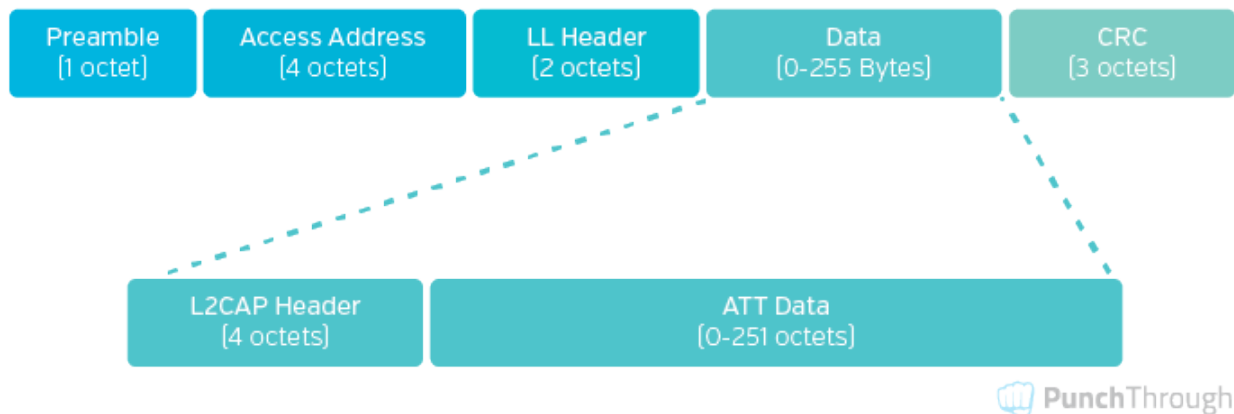 Preamble
(1 octet)
Access Address
(4 octets)
LL Header
(2 octets)
Data
(0-255 Bytes)
CRC
(3 octets)
L2CAP Header
(4 octets)
ATT Data
(0-251 octets)
PunchThrough